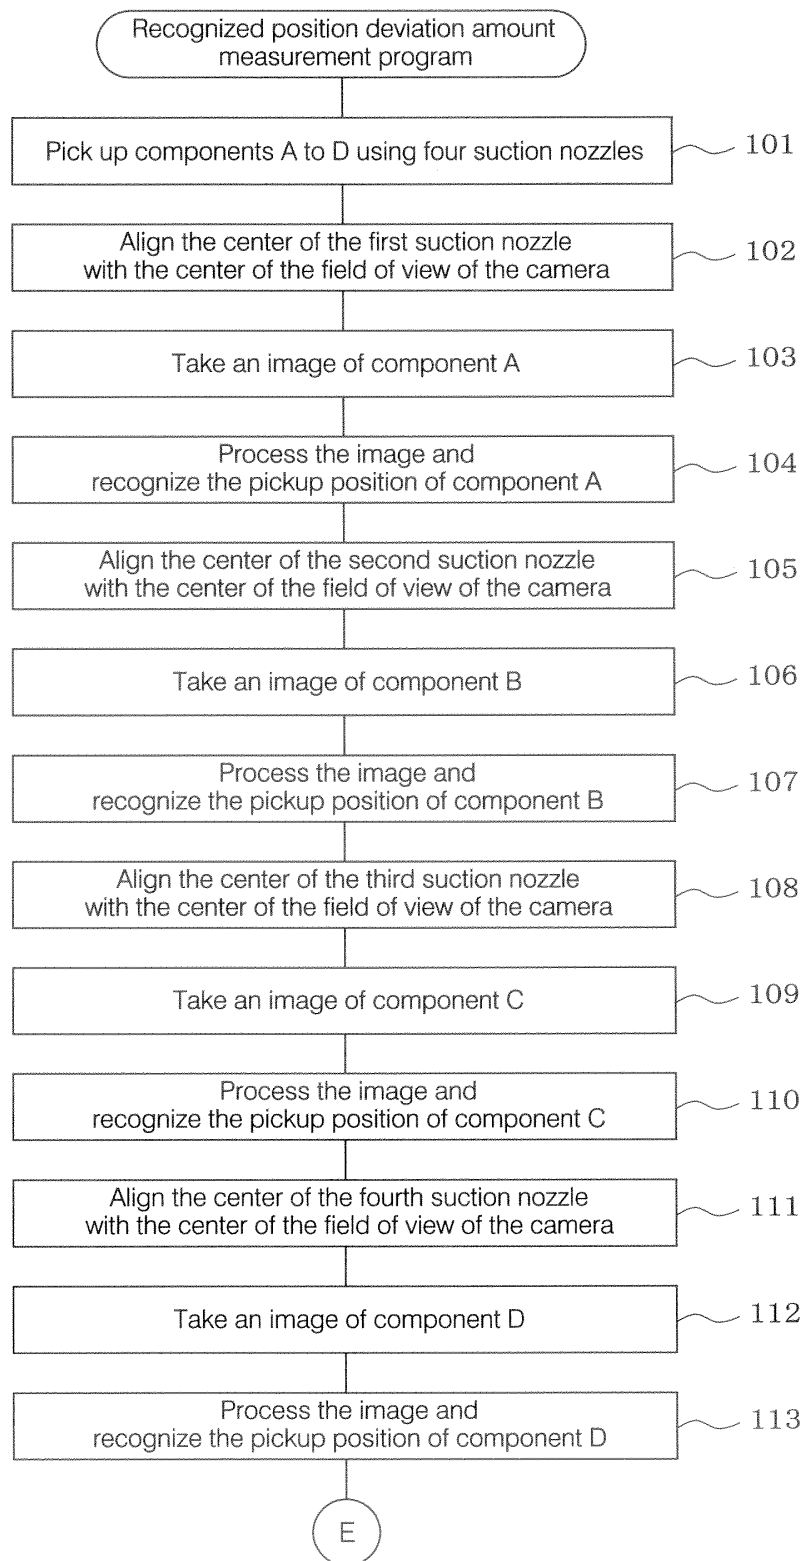 Recognized position deviation amount
measurement program
Pick up components A to D using four suction nozzles
101
Align the center of the first suction nozzle
with the center of the field of view of the camera
102
Take an image of component A
103
Process the image and
recognize the pickup position of component A
104
Align the center of the second suction nozzle
with the center of the field of view of the camera
105
Take an image of component B
106
Process the image and
recognize the pickup position of component B
107
Align the center of the third suction nozzle
with the center of the field of view of the camera
108
Take an image of component C
109
Process the image and
recognize the pickup position of component C
110
Align the center of the fourth suction nozzle
with the center of the field of view of the camera
111
Take an image of component D
112
Process the image and
recognize the pickup position of component D
113
E